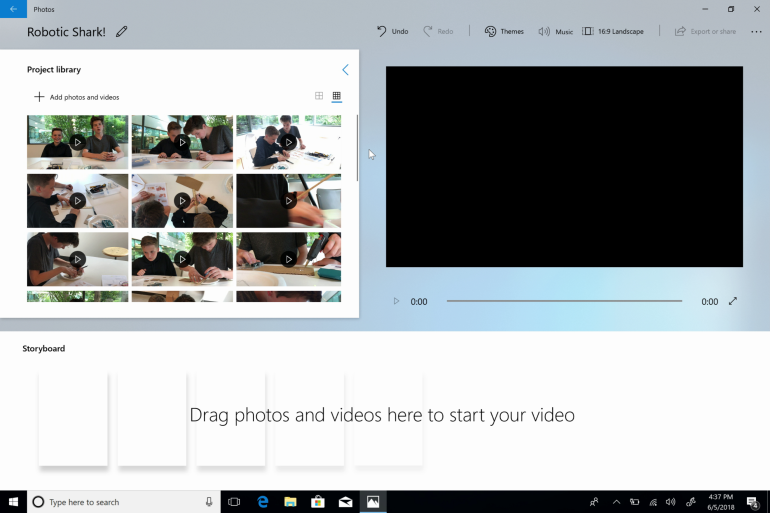 Photos
Robotic Shark!
Undo
Redo
Themes
Music
16:9 Landscape
Export or share
Project library
Add photos and videos
0:00
0:00
Storyboard
Drag photos and videos here to start your video
Type here to search
4:37 PM
6/5/2018
4